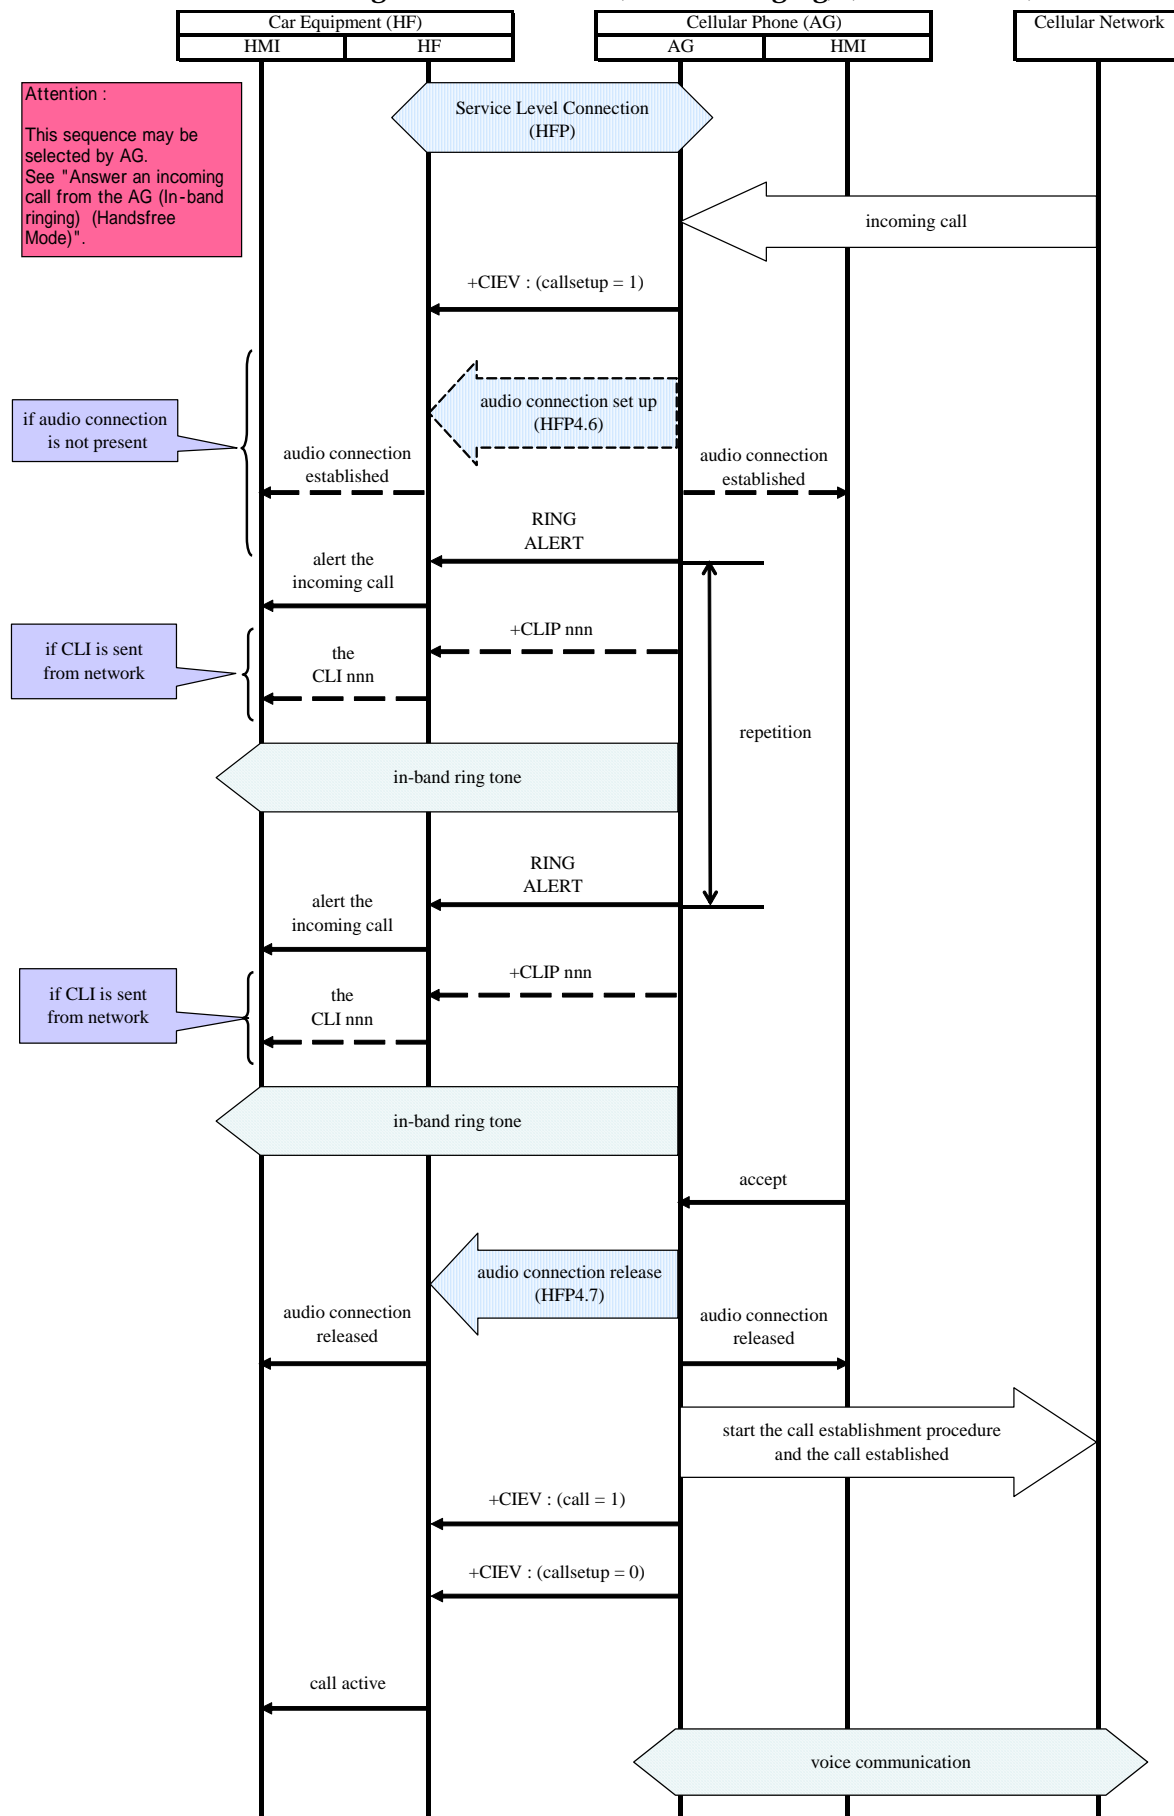 Car Equipment (HF)
Cellular Phone (AG)
Cellular Network
HMI
HF
AG
HMI
Attention :
This sequence may be
selected by AG.
See "Answer an incoming
call from the AG (In-band
ringing) (Handsfree
Mode)".
Service Level Connection
(HFP)
incoming call
+CIEV : (callsetup = 1)
if audio connection
is not present
audio connection set up
(HFP4.6)
audio connection
established
audio connection
established
RING
ALERT
alert the
incoming call
+CLIP nnn
if CLI is sent
from network
the
CLI nnn
repetition
in-band ring tone
RING
ALERT
alert the
incoming call
+CLIP nnn
if CLI is sent
from network
the
CLI nnn
in-band ring tone
accept
audio connection release
(HFP4.7)
audio connection
released
audio connection
released
start the call establishment procedure
and the call established
+CIEV : (call = 1)
+CIEV : (callsetup = 0)
call active
voice communication